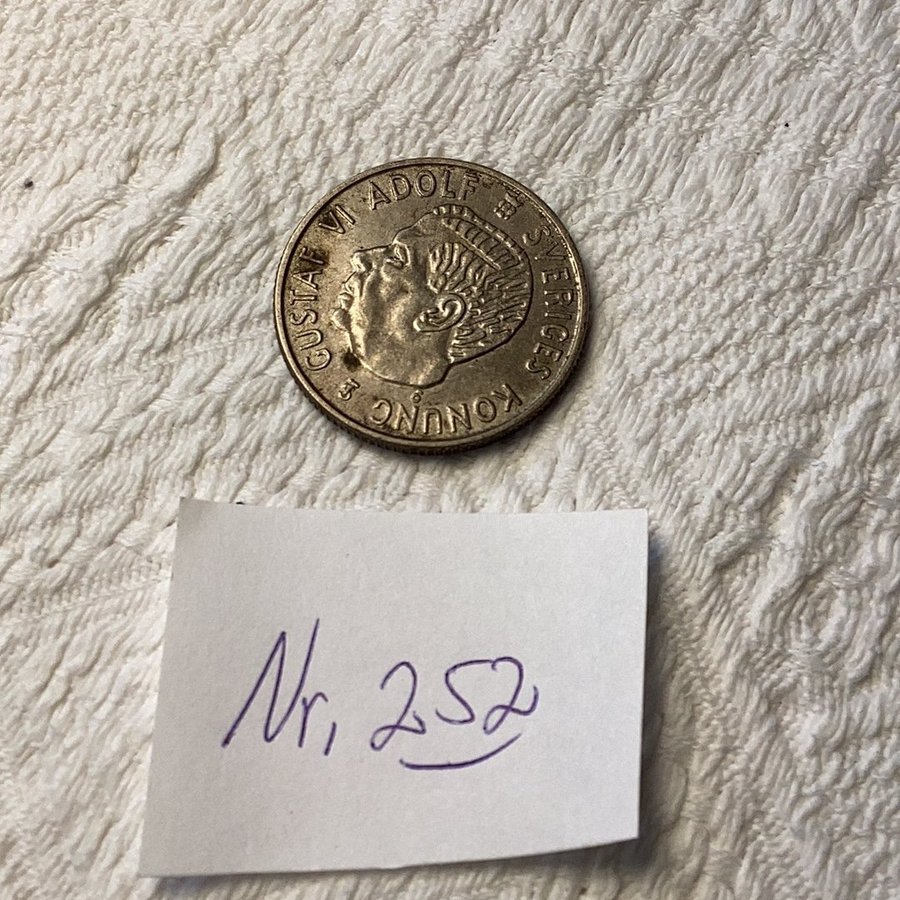 GUSTAF VI ADOLF SVERIGES KONUNG
Nr, 252